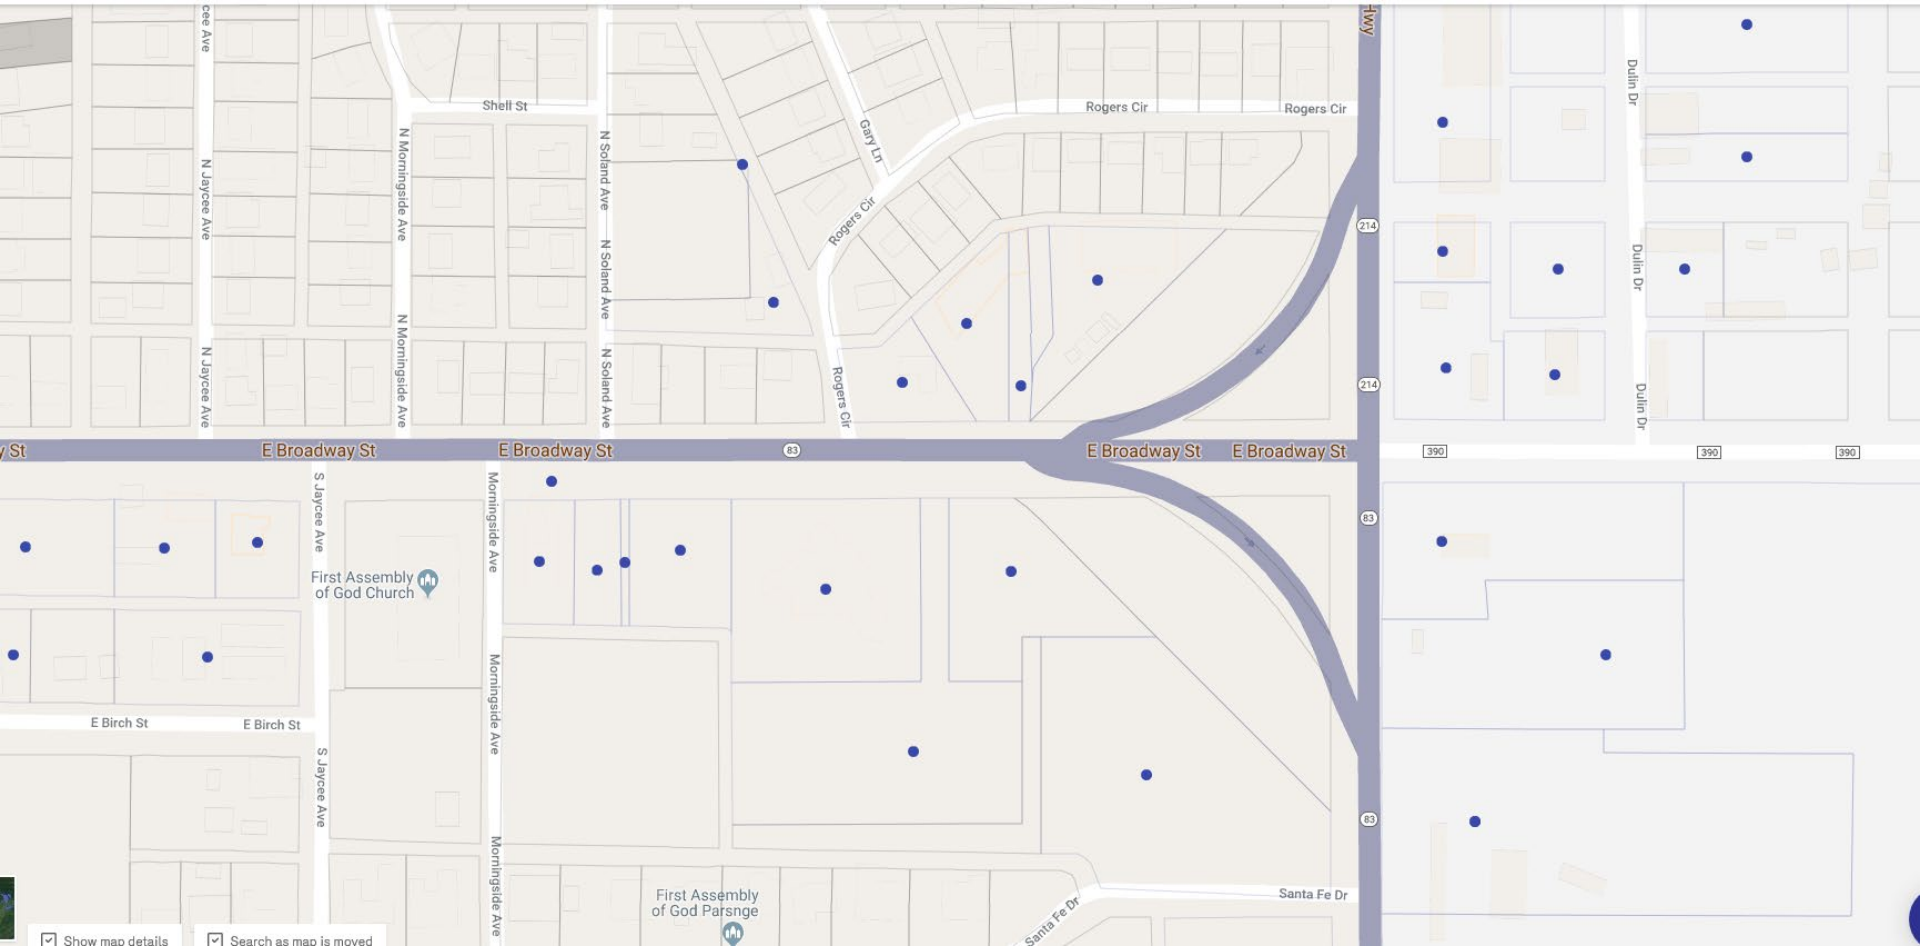 cee Ave
Hwy
Shell St
Rogers Cir
Rogers Cir
Dulin Dr
N Jaycee Ave
N Morningside Ave
N Soland Ave
Gary Ln
Rogers Cir
214
N Soland Ave
Dulin Dr
N Jaycee Ave
N Morningside Ave
N Soland Ave
Rogers Cir
214
Dulin Dr
y St
E Broadway St
E Broadway St
83
E Broadway St
E Broadway St
390
390
390
S Jaycee Ave
Morningside Ave
83
First Assembly
of God Church
Morningside Ave
E Birch St
E Birch St
S Jaycee Ave
83
Morningside Ave
First Assembly
of God Parsnge
Santa Fe Dr
Santa Fe Dr
Show map details
Search as map is moved